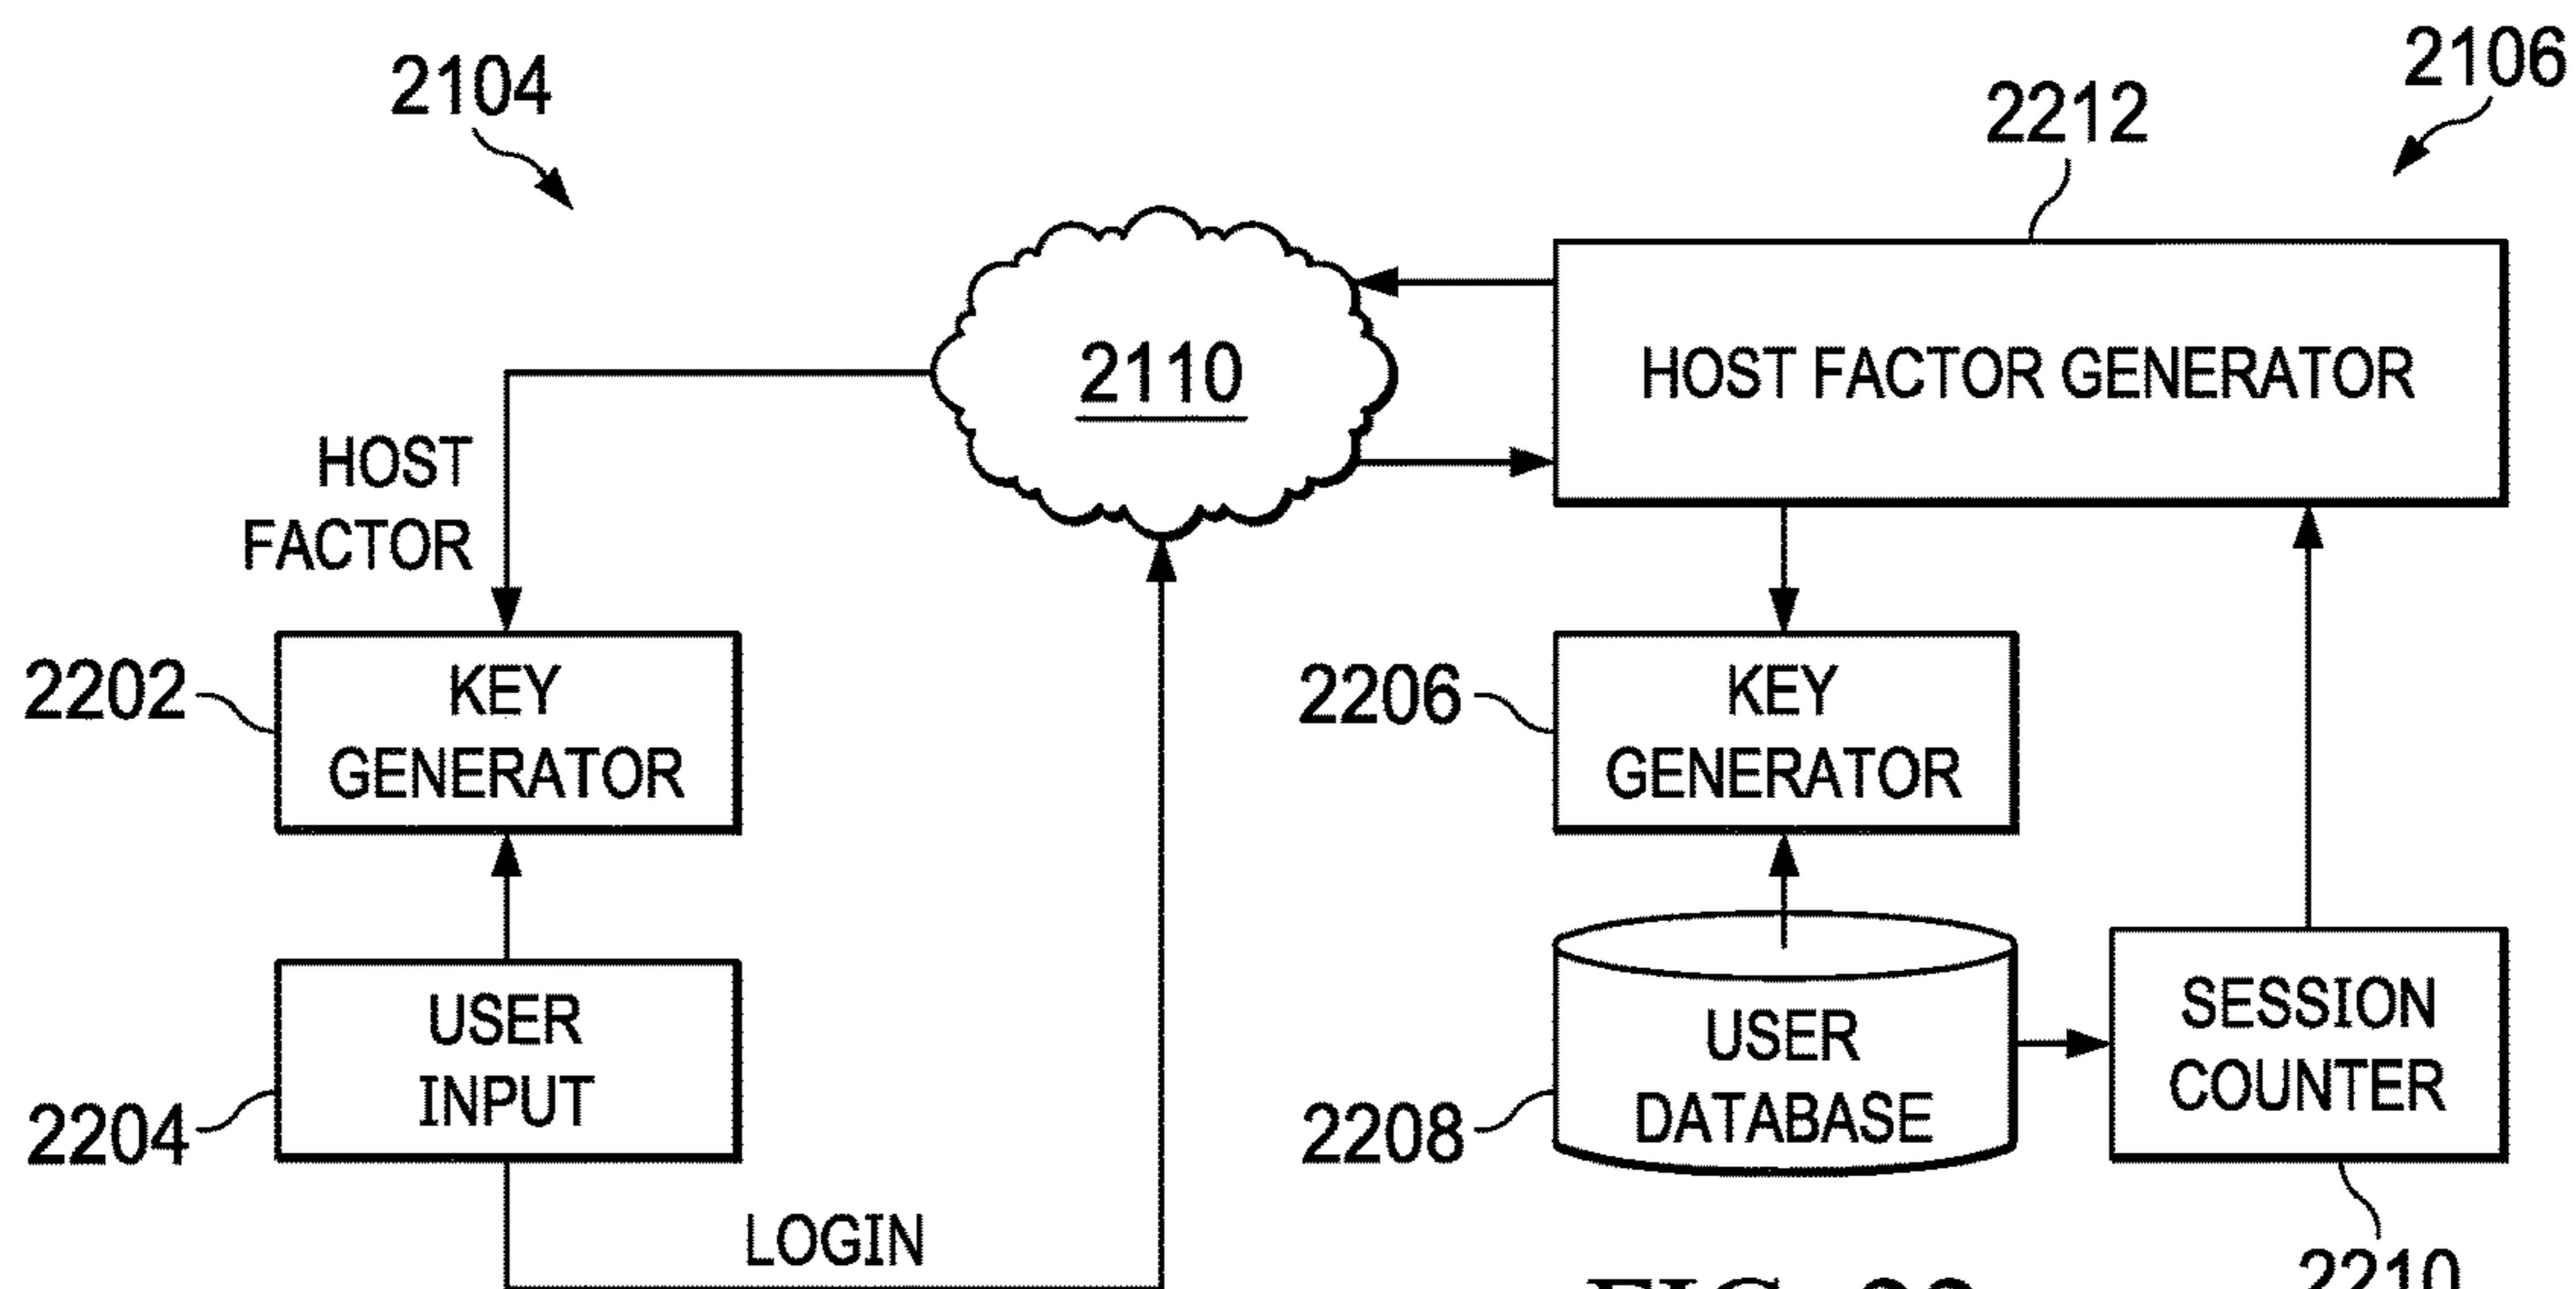 2104
2106
2212
2110
HOST FACTOR GENERATOR
HOST
FACTOR
2202
KEY
GENERATOR
2206
KEY
GENERATOR
2204
USER
INPUT
2208
USER
DATABASE
SESSION
COUNTER
LOGIN
2210